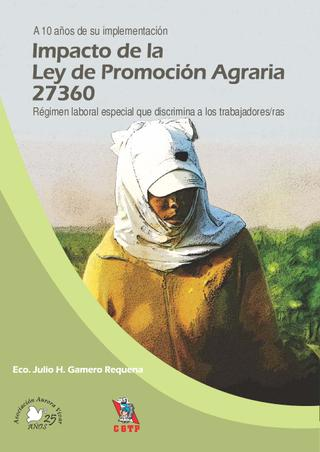 A 10 años de su implementación
Impacto de la
Ley de Promoción Agraria
27360
Régimen laboral especial que discrimina a los trabajadores/ras
Eco. Julio H. Gamero Requena
Asociación Aurora Vivar
25
AÑOS
CGTP